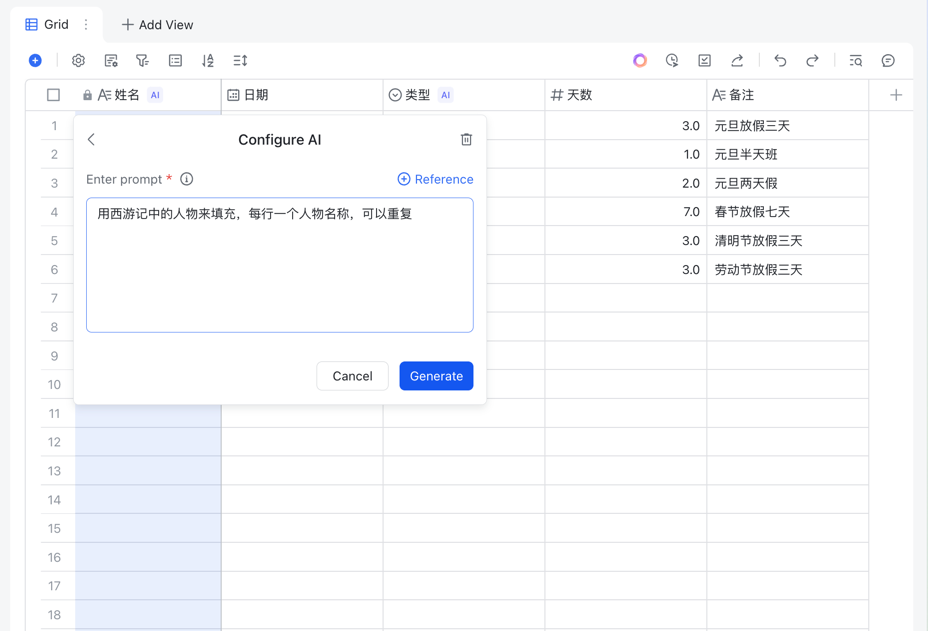 Grid
Add View
姓名 AI
日期
类型 AI
天数
备注
1 3.0 元旦放假三天
2 1.0 元旦半天班
3 2.0 元旦两天假
4 7.0 春节放假七天
5 3.0 清明节放假三天
6 3.0 劳动节放假三天
7
8
9
10
11
12
13
14
15
16
17
18
Configure AI
Enter prompt *
Reference
用西游记中的人物来填充，每行一个人物名称，可以重复
Cancel
Generate